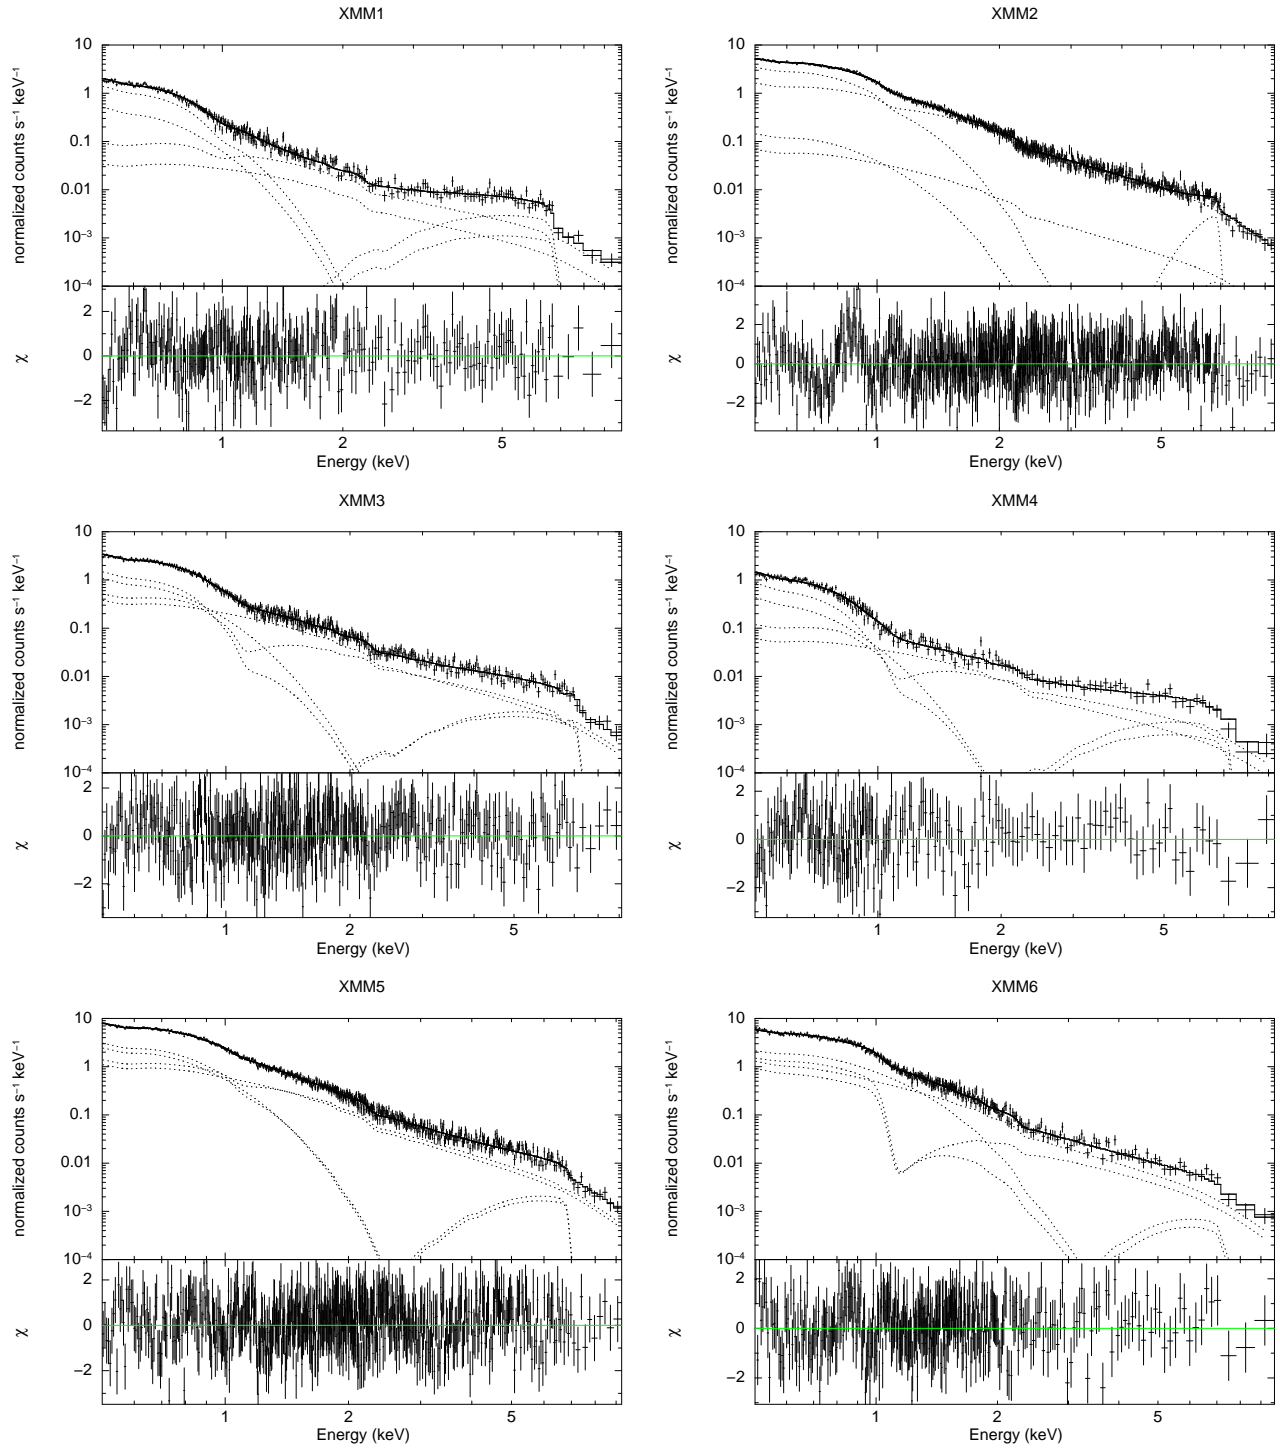 XMM1
10
1
0.1
0.01
10⁻³
10⁻⁴
normalized counts s⁻¹ keV⁻¹
2
0
−2
χ
1 2 5
Energy (keV)
XMM2
10
1
0.1
0.01
10⁻³
10⁻⁴
normalized counts s⁻¹ keV⁻¹
2
0
−2
χ
1 2 5
Energy (keV)
XMM3
10
1
0.1
0.01
10⁻³
10⁻⁴
normalized counts s⁻¹ keV⁻¹
2
0
−2
χ
1 2 5
Energy (keV)
XMM4
10
1
0.1
0.01
10⁻³
10⁻⁴
normalized counts s⁻¹ keV⁻¹
2
0
−2
χ
1 2 5
Energy (keV)
XMM5
10
1
0.1
0.01
10⁻³
10⁻⁴
normalized counts s⁻¹ keV⁻¹
2
0
−2
χ
1 2 5
Energy (keV)
XMM6
10
1
0.1
0.01
10⁻³
10⁻⁴
normalized counts s⁻¹ keV⁻¹
2
0
−2
χ
1 2 5
Energy (keV)